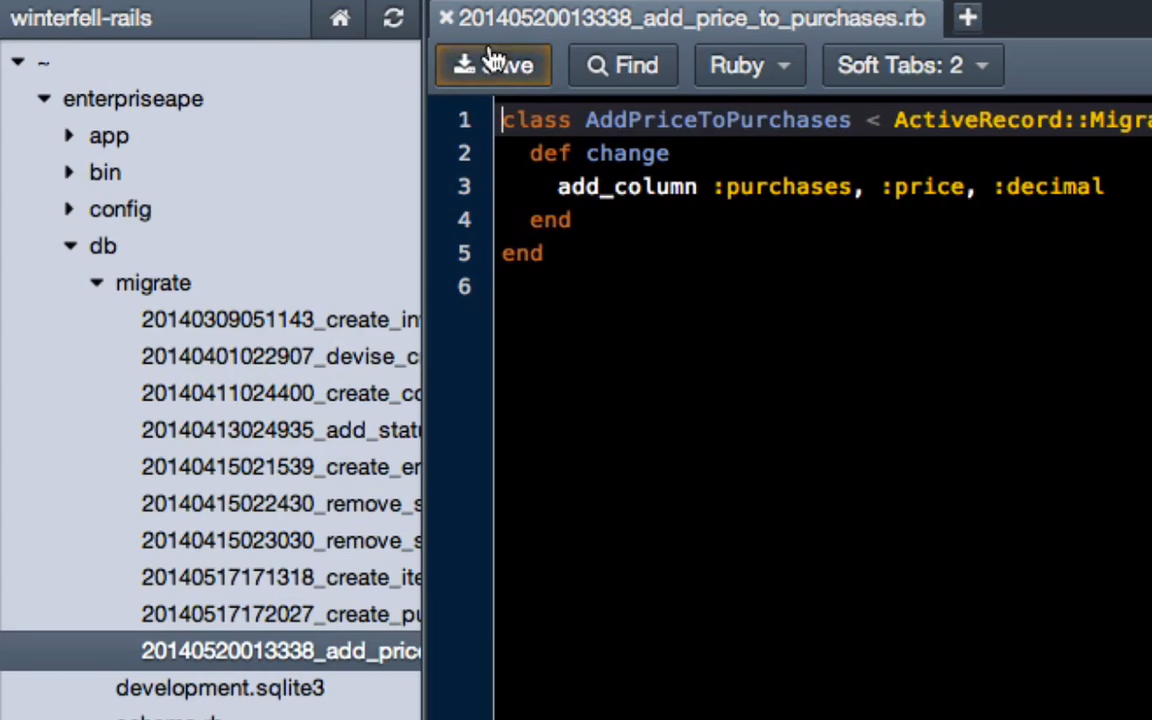 winterfell-rails
20140520013338_add_price_to_purchases.rb
Find
Ruby
Soft Tabs: 2
~
enterpriseape
app
bin
config
db
migrate
20140309051143_create_in
20140401022907_devise_c
20140411024400_create_co
20140413024935_add_stat
20140415021539_create_er
20140415022430_remove_s
20140415023030_remove_s
20140517171318_create_ite
20140517172027_create_pu
20140520013338_add_price
development.sqlite3
1 class AddPriceToPurchases < ActiveRecord::Migra
2 def change
3 add_column :purchases, :price, :decimal
4 end
5 end
6